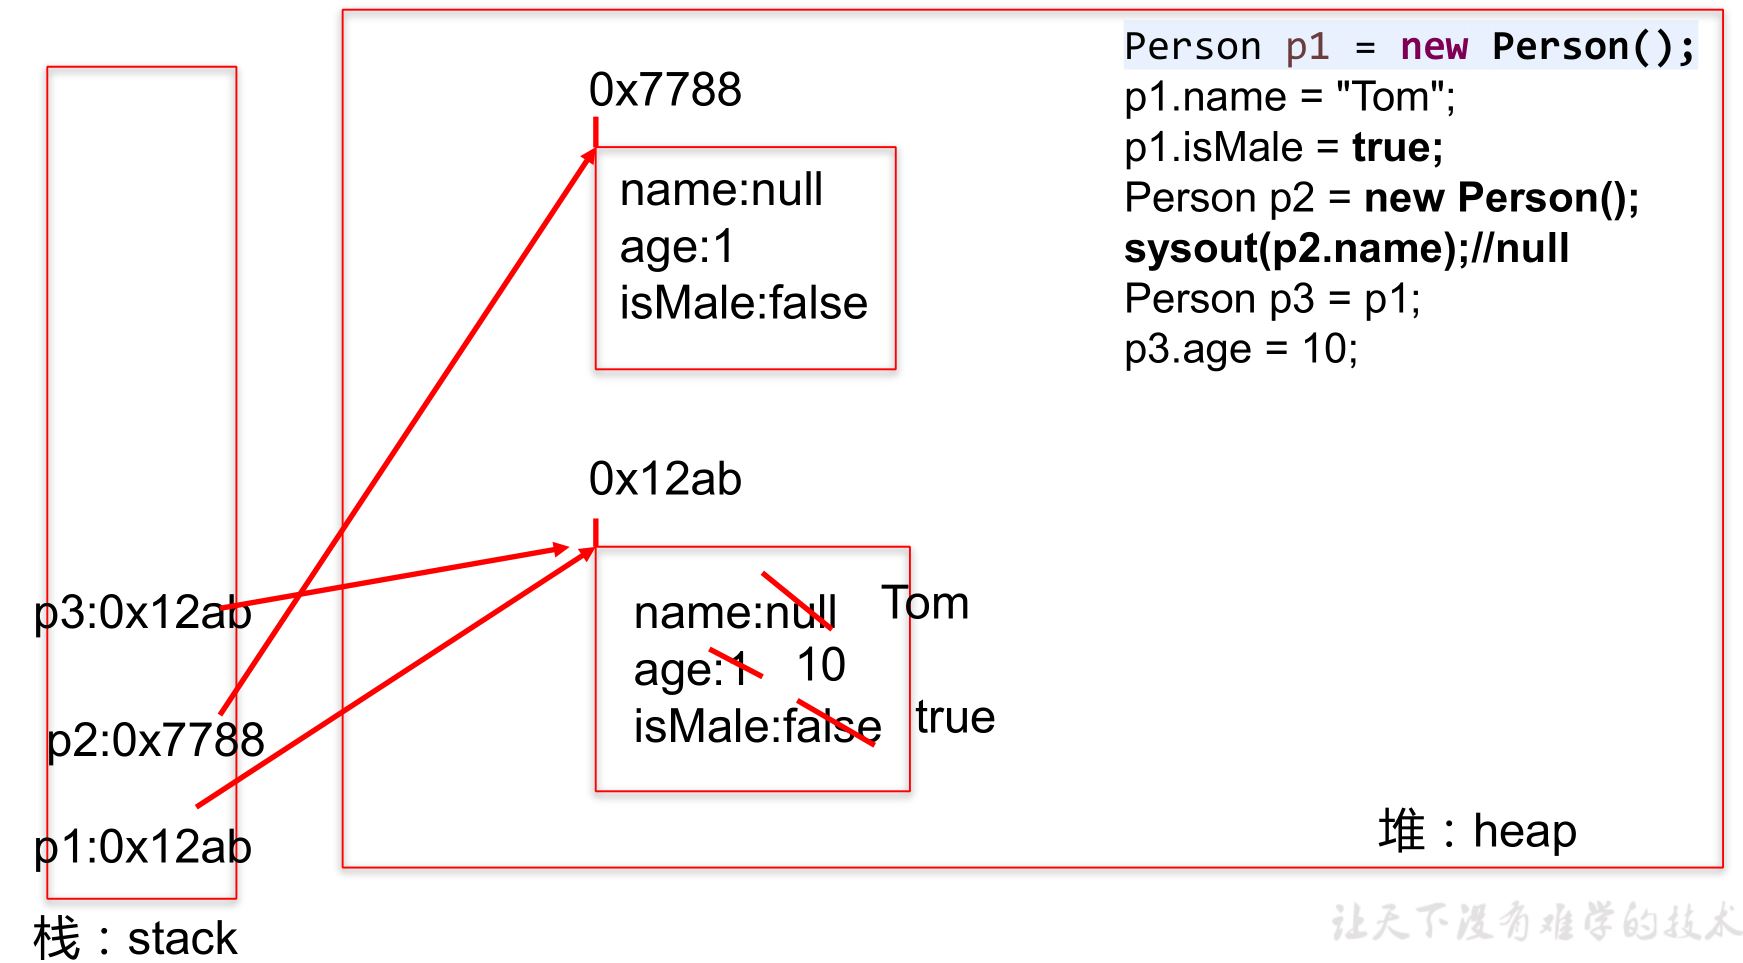 Person p1 = new Person();
p1.name = "Tom";
p1.isMale = true;
Person p2 = new Person();
sysout(p2.name);//null
Person p3 = p1;
p3.age = 10;
0x7788
name:null
age:1
isMale:false
0x12ab
name:null Tom
age:1 10
isMale:false true
p3:0x12ab
p2:0x7788
p1:0x12ab
堆：heap
栈：stack
让天下没有难学的技术